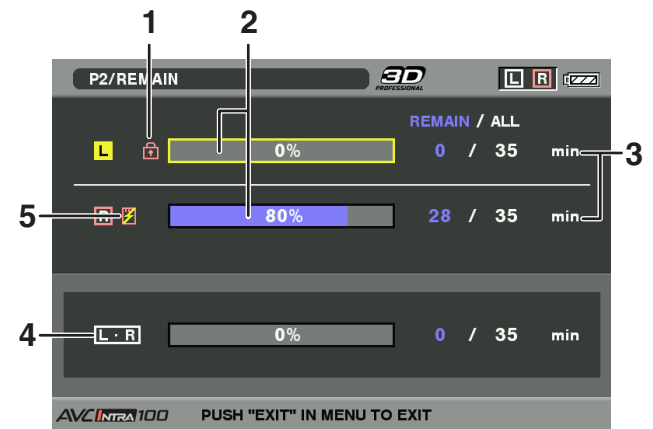 1 2
P2/REMAIN 3D PROFESSIONAL L R
REMAIN / ALL
L 0% 0 / 35 min 3
5 R 80% 28 / 35 min
4 L · R 0% 0 / 35 min
AVC INTRA 100 PUSH "EXIT" IN MENU TO EXIT